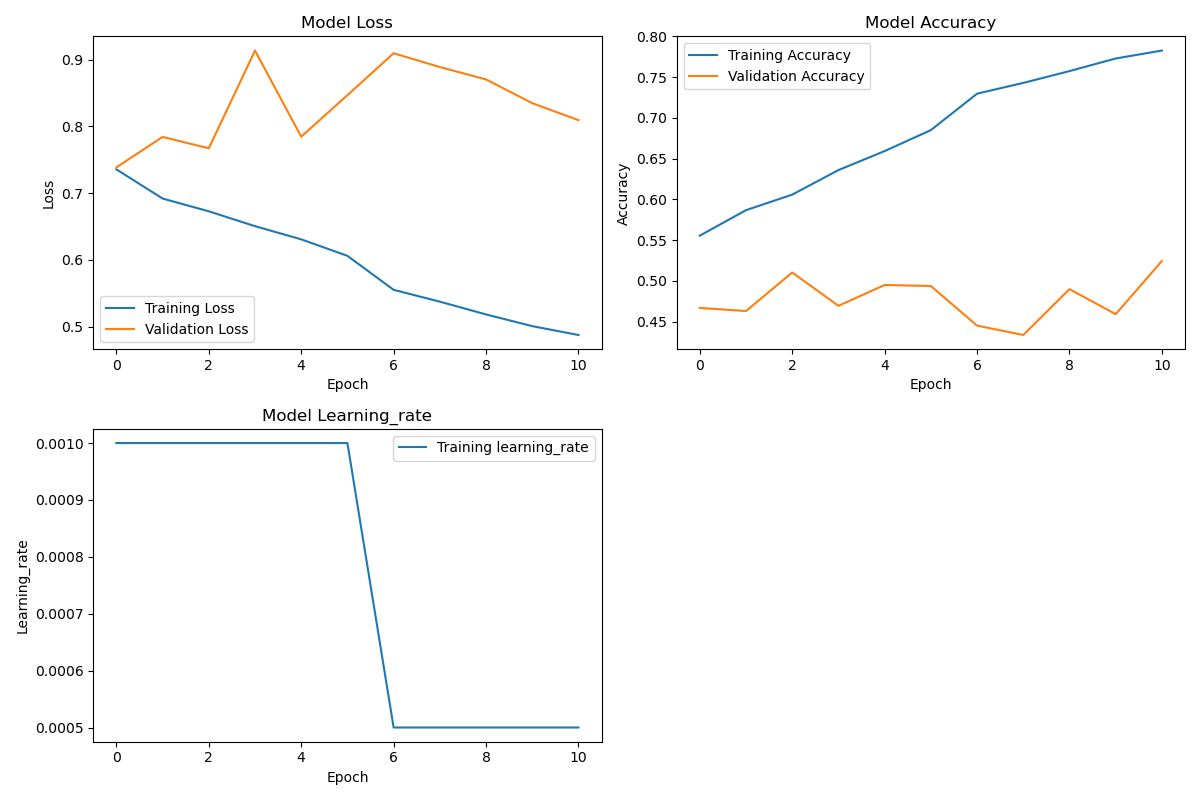 Model Loss
0.9
0.8
0.7
0.6
0.5
Loss
Training Loss
Validation Loss
0 2 4 6 8 10
Epoch
Model Accuracy
0.80
0.75
0.70
0.65
0.60
0.55
0.50
0.45
Accuracy
Training Accuracy
Validation Accuracy
0 2 4 6 8 10
Epoch
Model Learning_rate
0.0010
0.0009
0.0008
0.0007
0.0006
0.0005
Learning_rate
Training learning_rate
0 2 4 6 8 10
Epoch